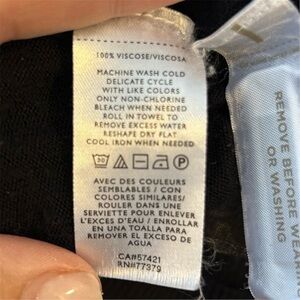 100% VISCOSE/VISCOSA
MACHINE WASH COLD
DELICATE CYCLE
WITH LIKE COLORS
ONLY NON-CHLORINE
BLEACH WHEN NEEDED
ROLL IN TOWEL TO
REMOVE EXCESS WATER
RESHAPE DRY FLAT
COOL IRON WHEN NEEDED
30
P
AVEC DES COULEURS
SEMBLABLES / CON
COLORES SIMILARES/
ROULER DANS UNE
SERVIETTE POUR ENLEVER
L'EXCES D'EAU / ENROLLAR
EN UNA TOALLA PARA
REMOVER EL EXCESO DE
AGUA
CA#57421
RN#77379
REMOVE BEFORE WEAR
OR WASHING